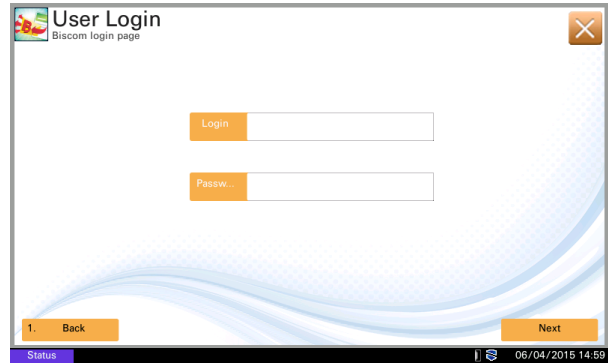 User Login
Biscom login page
Login
Passw...
1. Back
Next
Status
06/04/2015 14:59